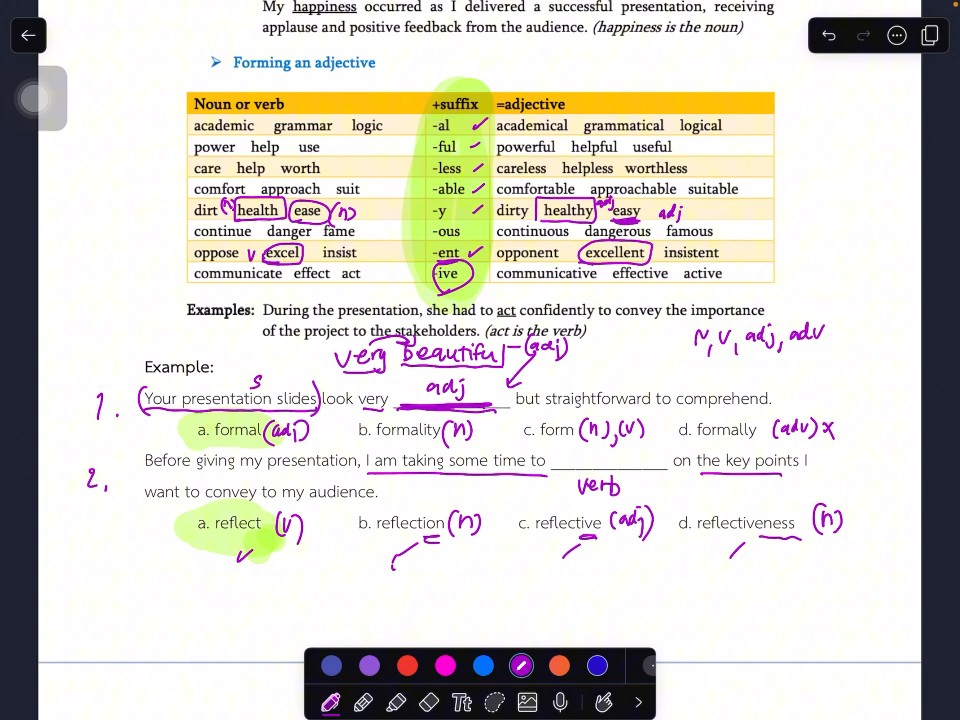 My happiness occurred as I delivered a successful presentation, receiving
applause and positive feedback from the audience. (happiness is the noun)
➢ Forming an adjective
Noun or verb +suffix =adjective
academic grammar logic -al ✓ academical grammatical logical
power help use -ful ✓ powerful helpful useful
care help worth -less ✓ careless helpless worthless
comfort approach suit -able ✓ comfortable approachable suitable
dirt (n) health ease (n) -y ✓ dirty healthy adj easy adj
continue danger fame -ous continuous dangerous famous
oppose v excel insist -ent ✓ opponent excellent insistent
communicate effect act -ive communicative effective active
Examples: During the presentation, she had to act confidently to convey the importance
of the project to the stakeholders. (act is the verb)
N, V, adj, adv
very beautiful - (adj)
Example:
S adj
1. (Your presentation slides) look very ____________ but straightforward to comprehend.
a. formal (adj) b. formality (n) c. form (n), (v) d. formally (adv) x
2. Before giving my presentation, I am taking some time to ____________ on the key points I
verb
want to convey to my audience.
a. reflect (v) b. reflection (n) c. reflective (adj) d. reflectiveness (n)
✓
Tt